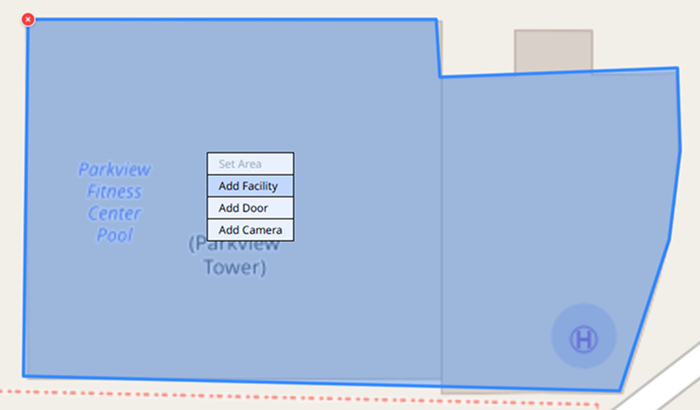 Set Area
Add Facility
Add Door
Add Camera
Parkview
Fitness
Center
Pool
(Parkview
Tower)
H